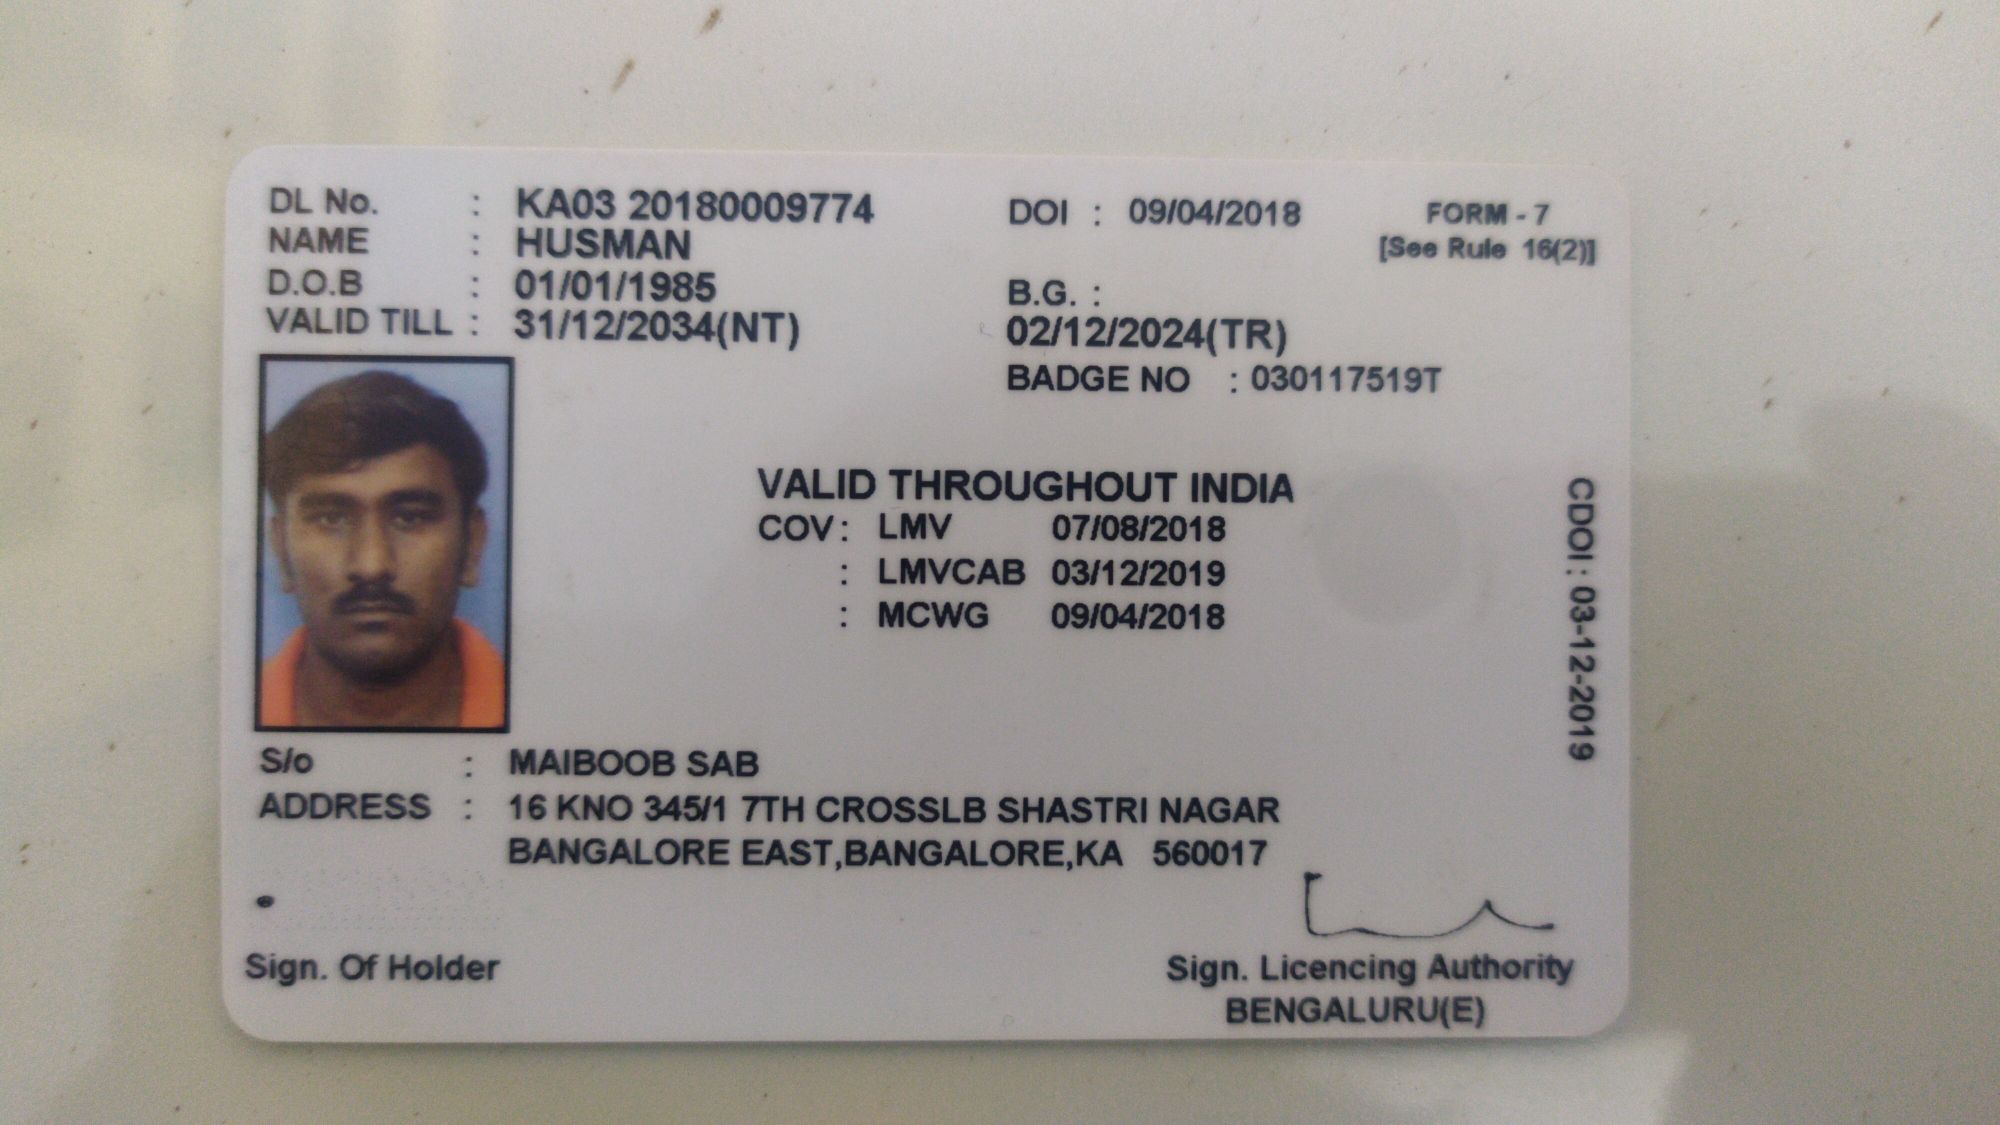 DL No. : KA03 20180009774 DOI : 09/04/2018 FORM - 7
NAME : HUSMAN [See Rule 16(2)]
D.O.B : 01/01/1985 B.G. :
VALID TILL : 31/12/2034(NT) 02/12/2024(TR)
BADGE NO : 030117519T
VALID THROUGHOUT INDIA
COV : LMV 07/08/2018
: LMVCAB 03/12/2019
: MCWG 09/04/2018
CDOI : 03-12-2019
S/o : MAIBOOB SAB
ADDRESS : 16 KNO 345/1 7TH CROSSLB SHASTRI NAGAR
BANGALORE EAST,BANGALORE,KA 560017
Sign. Of Holder Sign. Licencing Authority
BENGALURU(E)